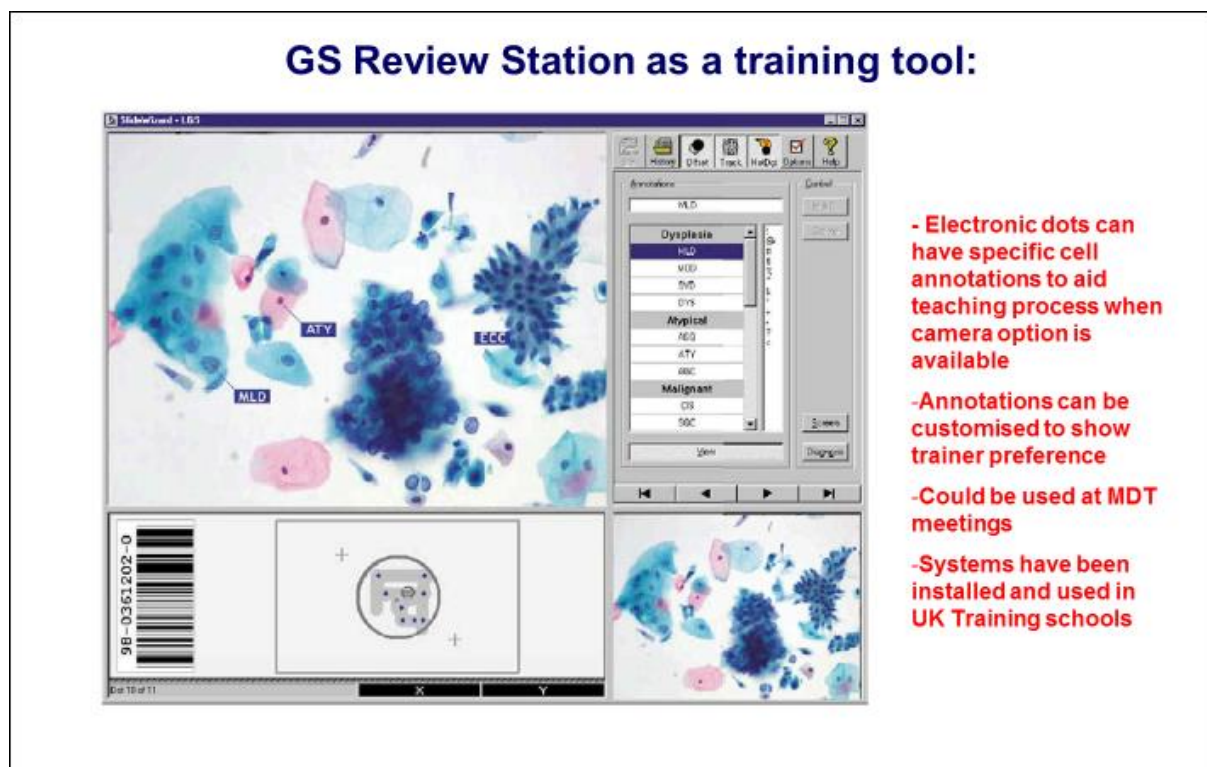 GS Review Station as a training tool:
SlideWizard - LGS
History
Offset
Track
Options
Help
Annotations
Control
MLD
Dysplasia
MLD
MOD
SVD
DYS
Atypical
ATY
Malignant
CIS
View
Screen
Diagnosis
ATY
ECC
MLD
98-0361202-0
Dot 10 of 11
X
Y
- Electronic dots can
have specific cell
annotations to aid
teaching process when
camera option is
available
-Annotations can be
customised to show
trainer preference
-Could be used at MDT
meetings
-Systems have been
installed and used in
UK Training schools